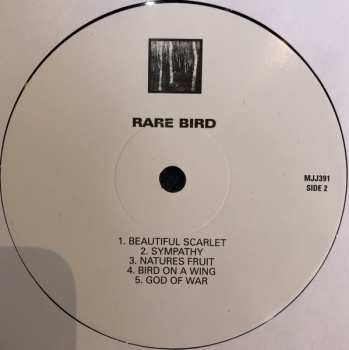 RARE BIRD
MJJ391
SIDE 2
1. BEAUTIFUL SCARLET
2. SYMPATHY
3. NATURES FRUIT
4. BIRD ON A WING
5. GOD OF WAR